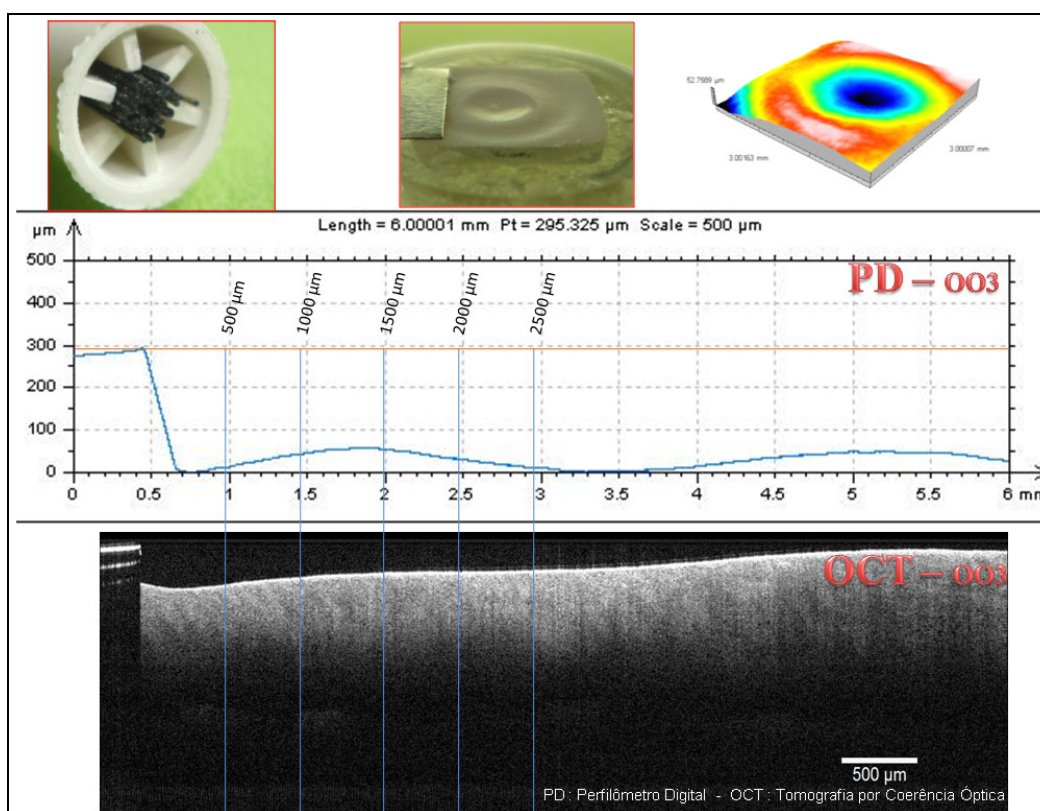 52.7589 µm
3.00163 mm
3.00007 mm
Length = 6.00001 mm Pt = 295.325 µm Scale = 500 µm
µm
500
400
300
200
100
0
500 µm
1000 µm
1500 µm
2000 µm
2500 µm
PD – 003
0 0.5 1 1.5 2 2.5 3 3.5 4 4.5 5 5.5 6 mm
OCT – 003
500 µm
PD : Perfilômetro Digital - OCT : Tomografia por Coerência Óptica